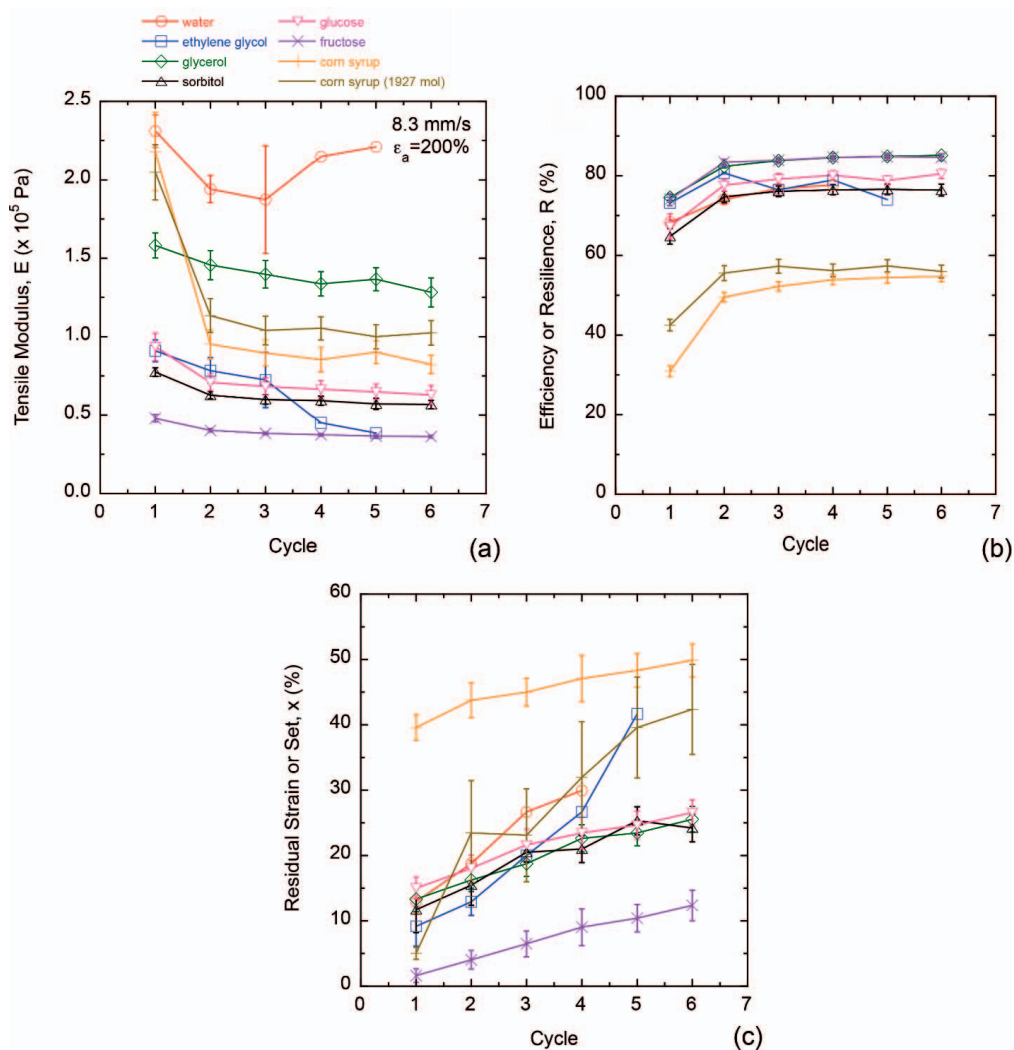 water
ethylene glycol
glycerol
sorbitol
glucose
fructose
corn syrup
corn syrup (1927 mol)
8.3 mm/s
ε_a=200%
Tensile Modulus, E (x 10^5 Pa)
2.5
2.0
1.5
1.0
0.5
0.0
0 1 2 3 4 5 6 7
Cycle
(a)
Efficiency or Resilience, R (%)
100
80
60
40
20
0
0 1 2 3 4 5 6 7
Cycle
(b)
Residual Strain or Set, x (%)
60
50
40
30
20
10
0
0 1 2 3 4 5 6 7
Cycle
(c)